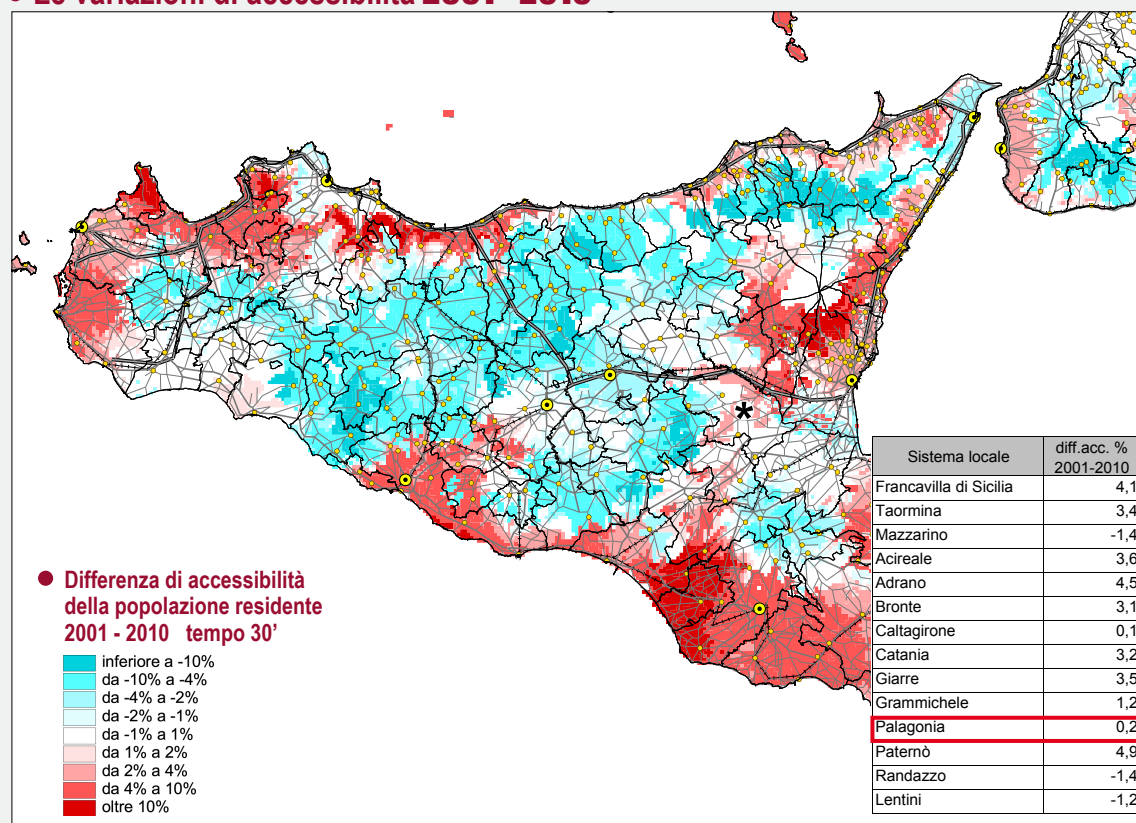 ● Differenza di accessibilità
della popolazione residente
2001 - 2010 tempo 30'
inferiore a -10%
da -10% a -4%
da -4% a -2%
da -2% a -1%
da -1% a 1%
da 1% a 2%
da 2% a 4%
da 4% a 10%
oltre 10%
*
Sistema locale diff.acc. % 2001-2010
Francavilla di Sicilia 4,1
Taormina 3,4
Mazzarino -1,4
Acireale 3,6
Adrano 4,5
Bronte 3,1
Caltagirone 0,1
Catania 3,2
Giarre 3,5
Grammichele 1,2
Palagonia 0,2
Paternò 4,9
Randazzo -1,4
Lentini -1,2